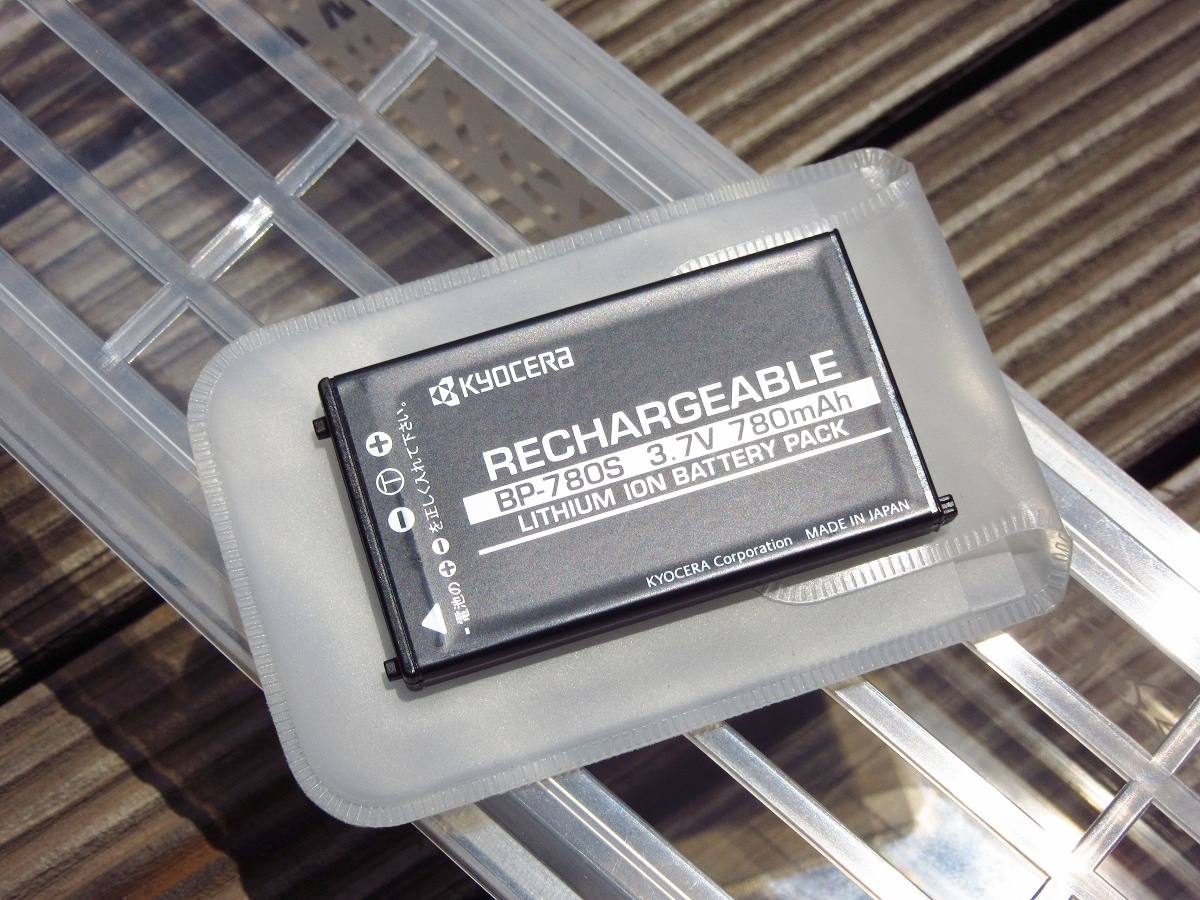 KYOCERA
RECHARGEABLE
BP-780S 3.7V 780mAh
LITHIUM ION BATTERY PACK
KYOCERA Corporation MADE IN JAPAN
+ T −
電池の+−を正しく入れて下さい。